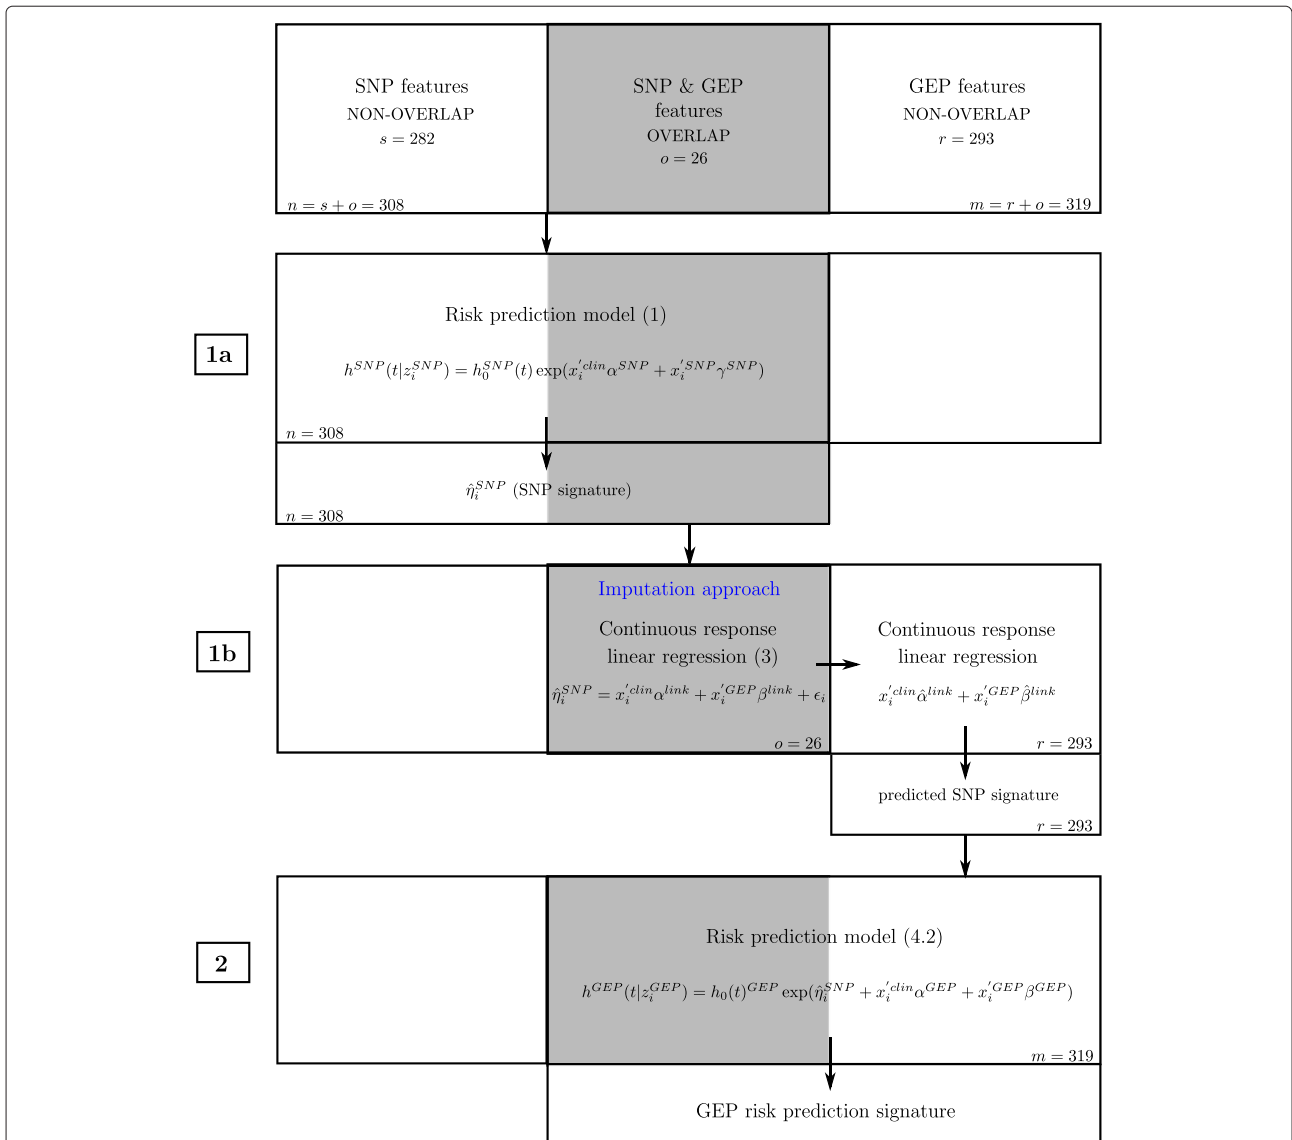 SNP features
NON-OVERLAP
s = 282
n = s + o = 308
SNP & GEP
features
OVERLAP
o = 26
GEP features
NON-OVERLAP
r = 293
m = r + o = 319
1a
Risk prediction model (1)
h^{SNP}(t|z_i^{SNP}) = h_0^{SNP}(t) exp(x_i^{'clin}α^{SNP} + x_i^{'SNP}γ^{SNP})
n = 308
η̂_i^{SNP} (SNP signature)
n = 308
1b
Imputation approach
Continuous response
linear regression (3)
η̂_i^{SNP} = x_i^{'clin}α^{link} + x_i^{'GEP}β^{link} + ϵ_i
o = 26
Continuous response
linear regression
x_i^{'clin}α̂^{link} + x_i^{'GEP}β̂^{link}
r = 293
predicted SNP signature
r = 293
2
Risk prediction model (4.2)
h^{GEP}(t|z_i^{GEP}) = h_0(t)^{GEP} exp(η̂_i^{SNP} + x_i^{'clin}α^{GEP} + x_i^{'GEP}β^{GEP})
m = 319
GEP risk prediction signature